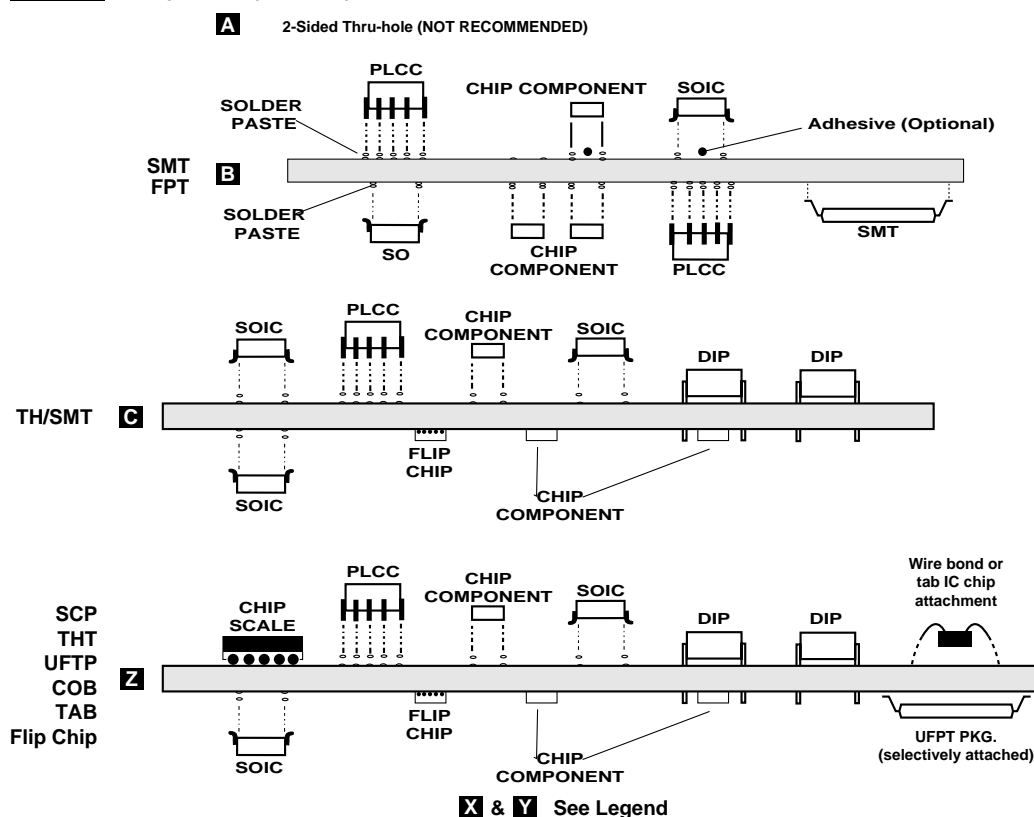 A 2-Sided Thru-hole (NOT RECOMMENDED)
PLCC
CHIP COMPONENT
SOIC
SOLDER
PASTE
Adhesive (Optional)
SMT
FPT
B
SOLDER
PASTE
SO
CHIP
COMPONENT
PLCC
SMT
SOIC
PLCC
CHIP
COMPONENT
SOIC
DIP
DIP
TH/SMT
C
FLIP
CHIP
SOIC
CHIP
COMPONENT
SCP
THT
UFTP
COB
TAB
Flip Chip
Z
CHIP
SCALE
PLCC
CHIP
COMPONENT
SOIC
DIP
DIP
Wire bond or
tab IC chip
attachment
SOIC
FLIP
CHIP
CHIP
COMPONENT
UFPT PKG.
(selectively attached)
X & Y See Legend